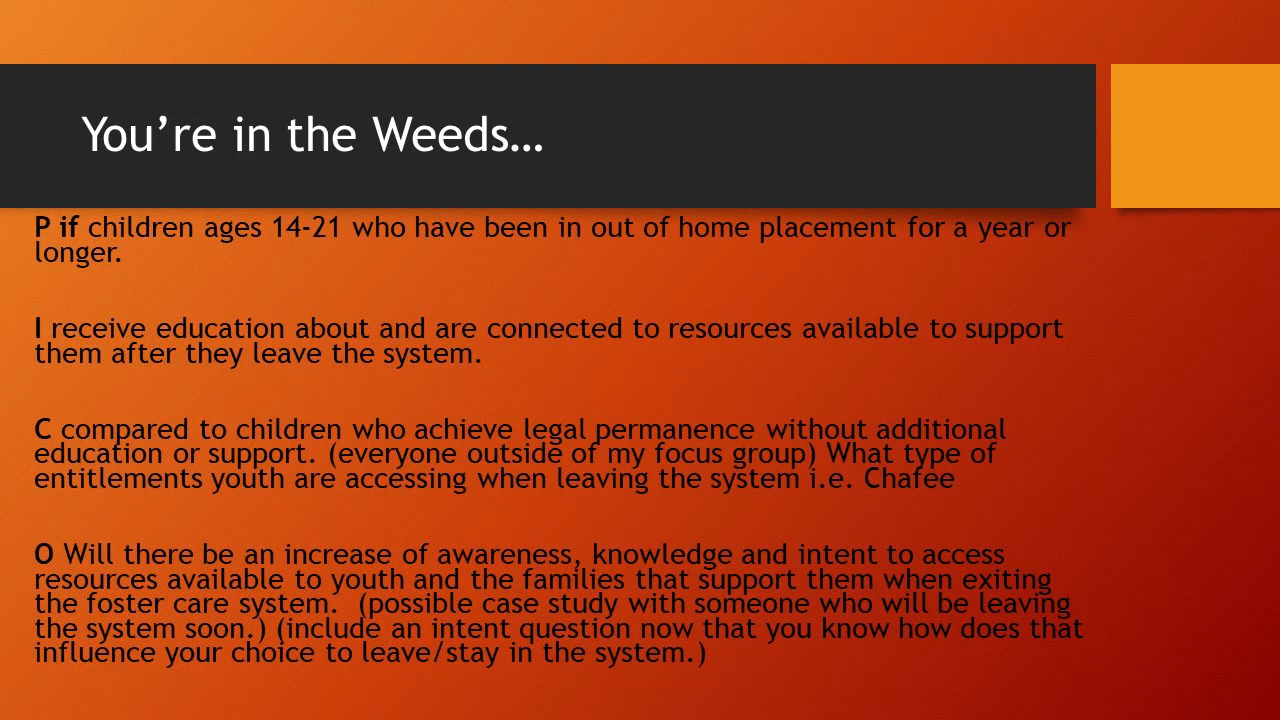 You’re in the Weeds…
P if children ages 14-21 who have been in out of home placement for a year or
longer.
I receive education about and are connected to resources available to support
them after they leave the system.
C compared to children who achieve legal permanence without additional
education or support. (everyone outside of my focus group) What type of
entitlements youth are accessing when leaving the system i.e. Chafee
O Will there be an increase of awareness, knowledge and intent to access
resources available to youth and the families that support them when exiting
the foster care system.  (possible case study with someone who will be leaving
the system soon.) (include an intent question now that you know how does that
influence your choice to leave/stay in the system.)